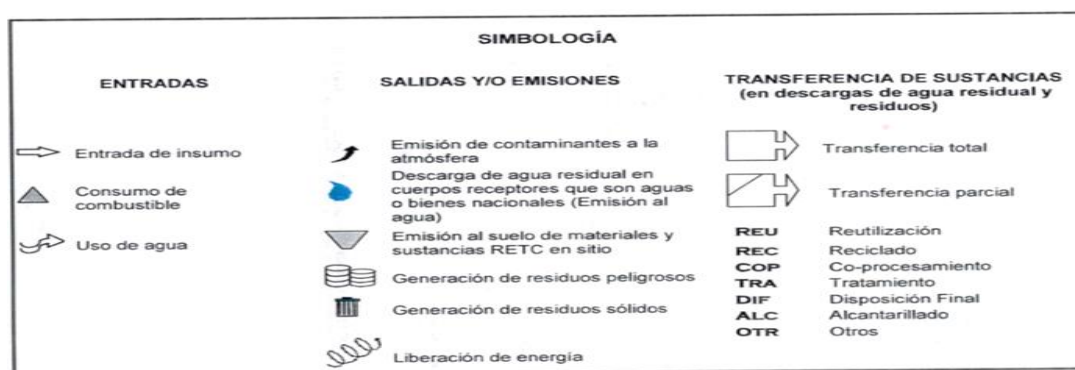 SIMBOLOGÍA
ENTRADAS
Entrada de insumo
Consumo de
combustible
Uso de agua
SALIDAS Y/O EMISIONES
Emisión de contaminantes a la
atmósfera
Descarga de agua residual en
cuerpos receptores que son aguas
o bienes nacionales (Emisión al
agua)
Emisión al suelo de materiales y
sustancias RETC en sitio
Generación de residuos peligrosos
Generación de residuos sólidos
Liberación de energía
TRANSFERENCIA DE SUSTANCIAS
(en descargas de agua residual y
residuos)
Transferencia total
Transferencia parcial
REU Reutilización
REC Reciclado
COP Co-procesamiento
TRA Tratamiento
DIF Disposición Final
ALC Alcantarillado
OTR Otros